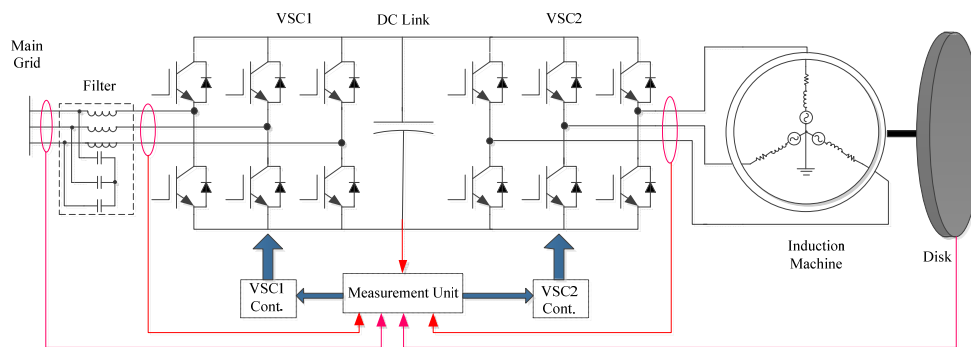 VSC1
DC Link
VSC2
Main
Grid
Filter
Induction
Machine
Disk
VSC1
Cont.
Measurement Unit
VSC2
Cont.